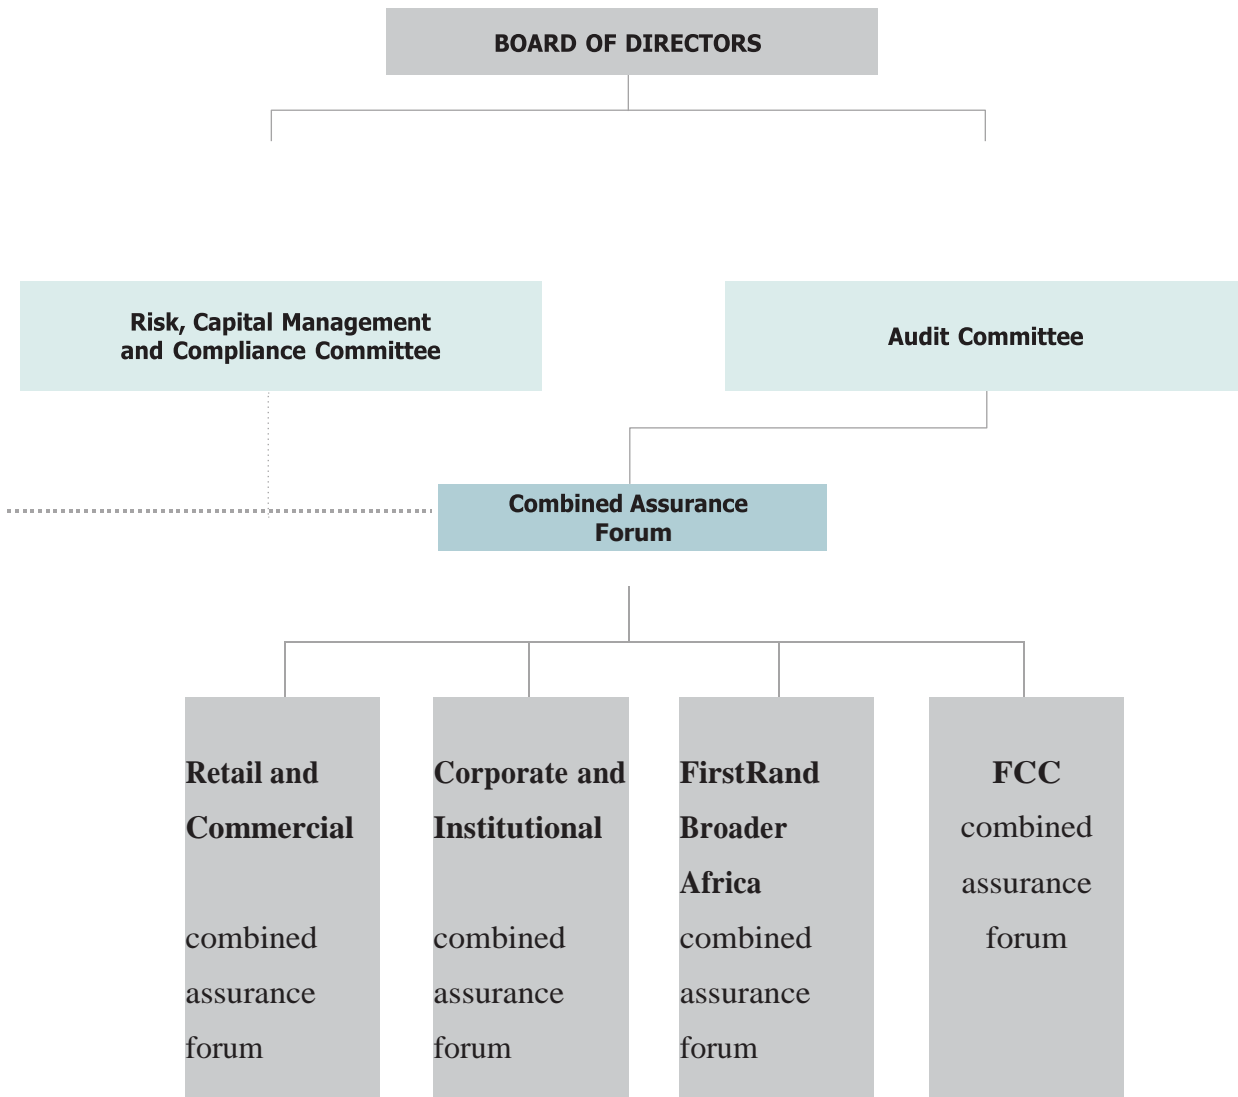 BOARD OF DIRECTORS
Risk, Capital Management
and Compliance Committee
Audit Committee
Combined Assurance
Forum
Retail and
Commercial
combined
assurance
forum
Corporate and
Institutional
combined
assurance
forum
FirstRand
Broader
Africa
combined
assurance
forum
FCC
combined
assurance
forum